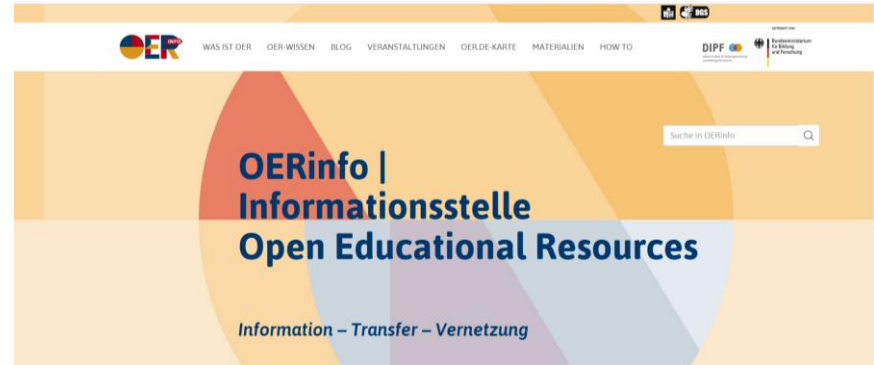 DGS
OER INFO
WAS IST OER OER-WISSEN BLOG VERANSTALTUNGEN OER.DE-KARTE MATERIALIEN HOW TO
DIPF
Bundesministerium
für Bildung
und Forschung
Suche in OERinfo
OERinfo |
Informationsstelle
Open Educational Resources
Information – Transfer – Vernetzung